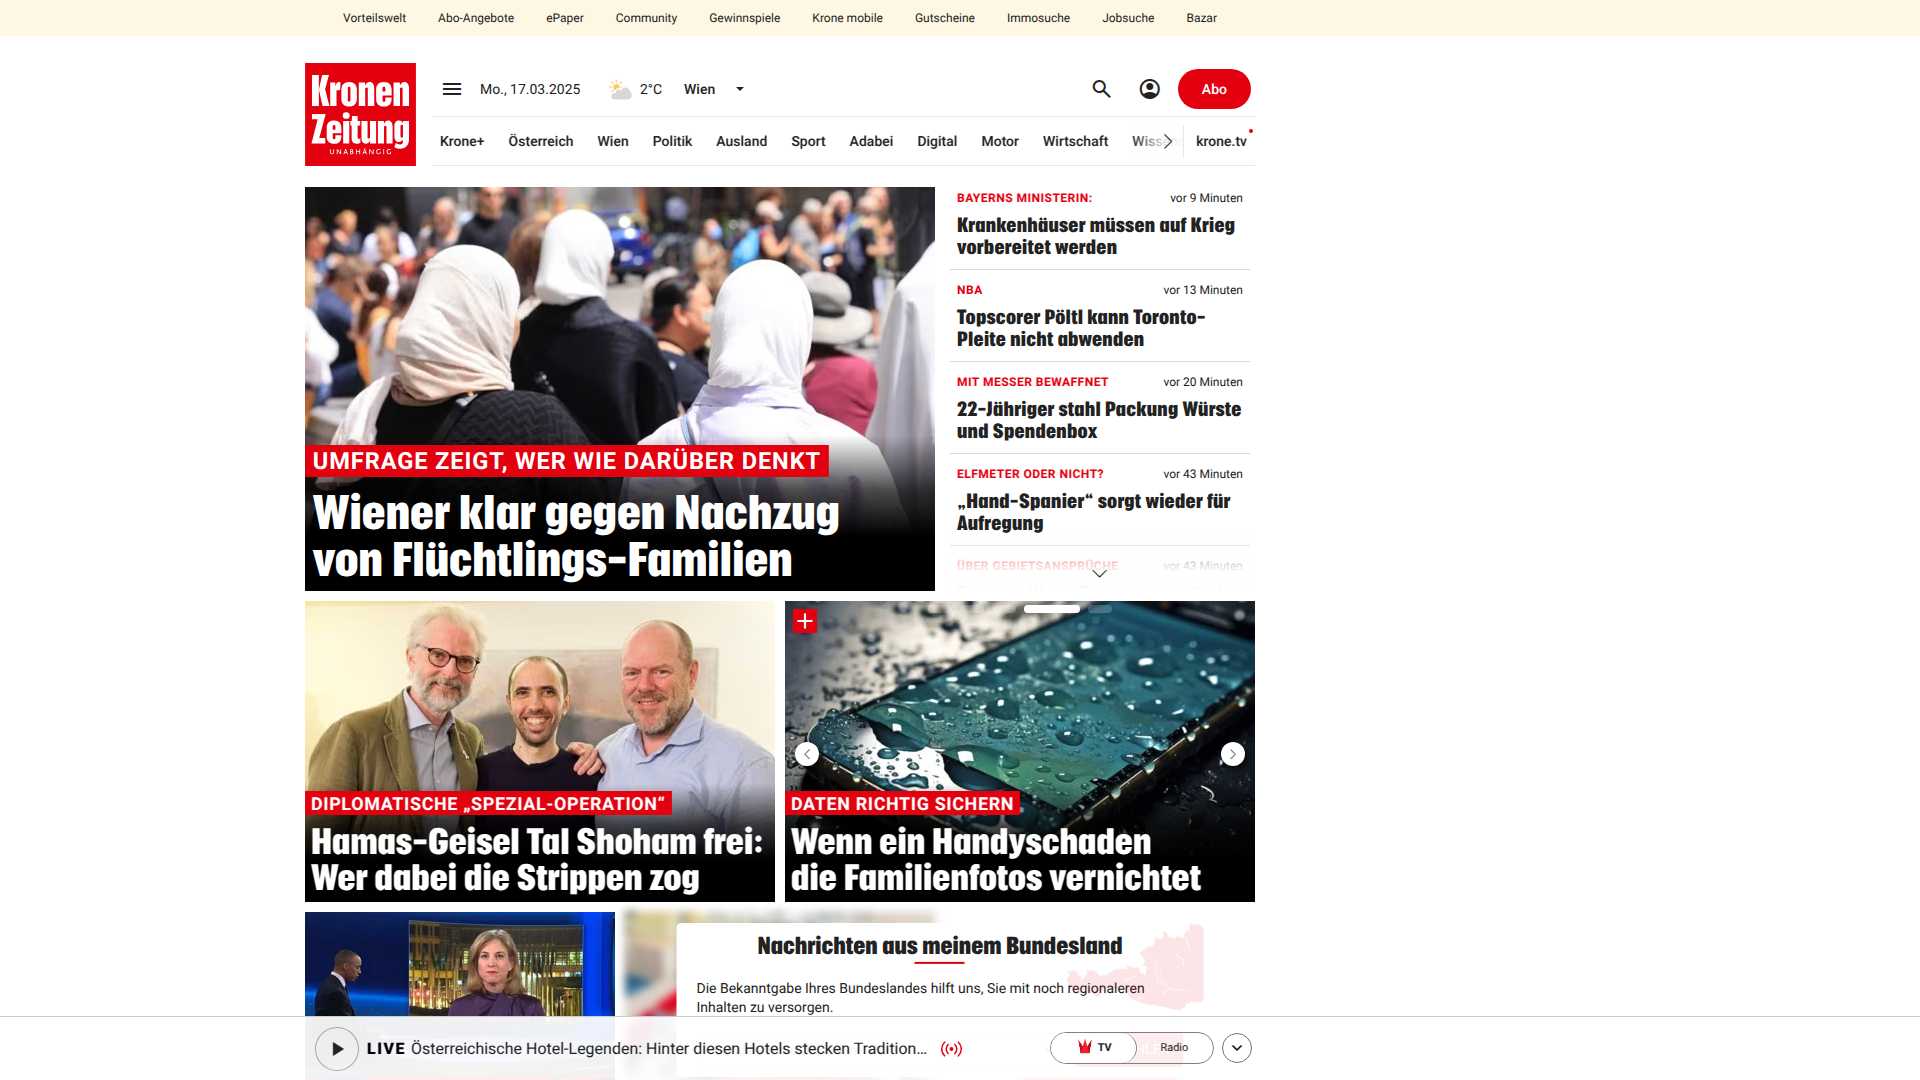 Vorteilswelt Abo-Angebote ePaper Community Gewinnspiele Krone mobile Gutscheine Immosuche Jobsuche Bazar
Kronen
Zeitung
UNABHÄNGIG
Mo., 17.03.2025 2°C Wien
Abo
Krone+ Österreich Wien Politik Ausland Sport Adabei Digital Motor Wirtschaft krone.tv
UMFRAGE ZEIGT, WER WIE DARÜBER DENKT
Wiener klar gegen Nachzug
von Flüchtlings-Familien
BAYERNS MINISTERIN: vor 9 Minuten
Krankenhäuser müssen auf Krieg
vorbereitet werden
NBA vor 13 Minuten
Topscorer Pöltl kann Toronto-
Pleite nicht abwenden
MIT MESSER BEWAFFNET vor 20 Minuten
22-Jähriger stahl Packung Würste
und Spendenbox
ELFMETER ODER NICHT? vor 43 Minuten
„Hand-Spanier“ sorgt wieder für
Aufregung
ÜBER GEBIETSANSPRÜCHE vor 43 Minuten
DIPLOMATISCHE „SPEZIAL-OPERATION“
Hamas-Geisel Tal Shoham frei:
Wer dabei die Strippen zog
DATEN RICHTIG SICHERN
Wenn ein Handyschaden
die Familienfotos vernichtet
Nachrichten aus meinem Bundesland
Die Bekanntgabe Ihres Bundeslandes hilft uns, Sie mit noch regionaleren
Inhalten zu versorgen.
LIVE Österreichische Hotel-Legenden: Hinter diesen Hotels stecken Tradition...
TV Radio